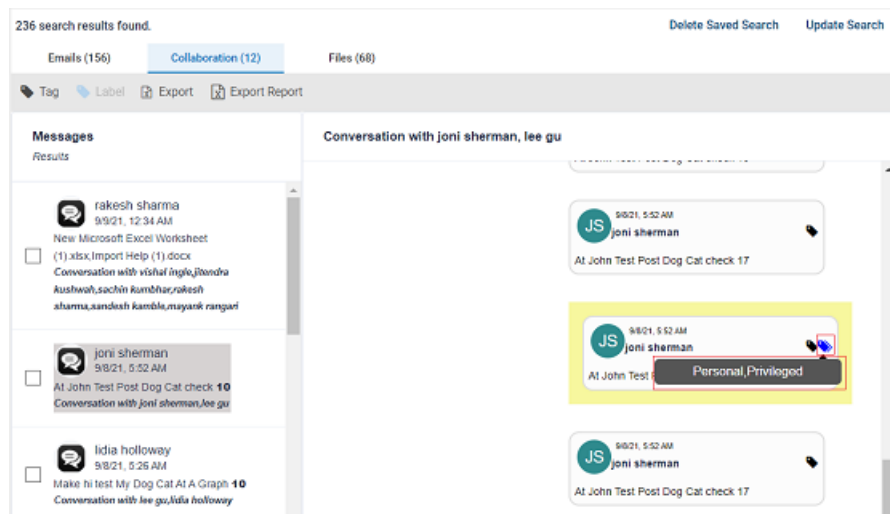 236 search results found.
Delete Saved Search
Update Search
Emails (156)
Collaboration (12)
Files (68)
Tag
Label
Export
Export Report
Messages
Results
rakesh sharma
9/9/21, 12:34 AM
New Microsoft Excel Worksheet
(1).xlsx,Import Help (1).docx
Conversation with vishal ingle,jitendra
kushwah,sachin kumbhar,rakesh
sharma,sandesh kamble,mayank rangari
joni sherman
9/8/21, 5:52 AM
At John Test Post Dog Cat check 10
Conversation with joni sherman,lee gu
lidia holloway
9/8/21, 5:26 AM
Make hi test My Dog Cat At A Graph 10
Conversation with lee gu,lidia holloway
Conversation with joni sherman, lee gu
JS
9/8/21, 5:52 AM
joni sherman
At John Test Post Dog Cat check 17
JS
9/8/21, 5:52 AM
joni sherman
At John Test
Personal,Privileged
JS
9/8/21, 5:52 AM
joni sherman
At John Test Post Dog Cat check 17